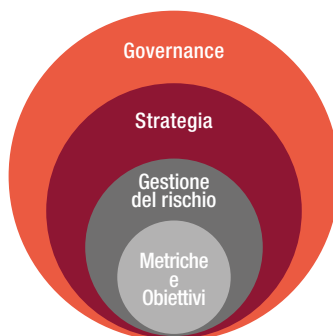 Governance
Strategia
Gestione
del rischio
Metriche
e
Obiettivi